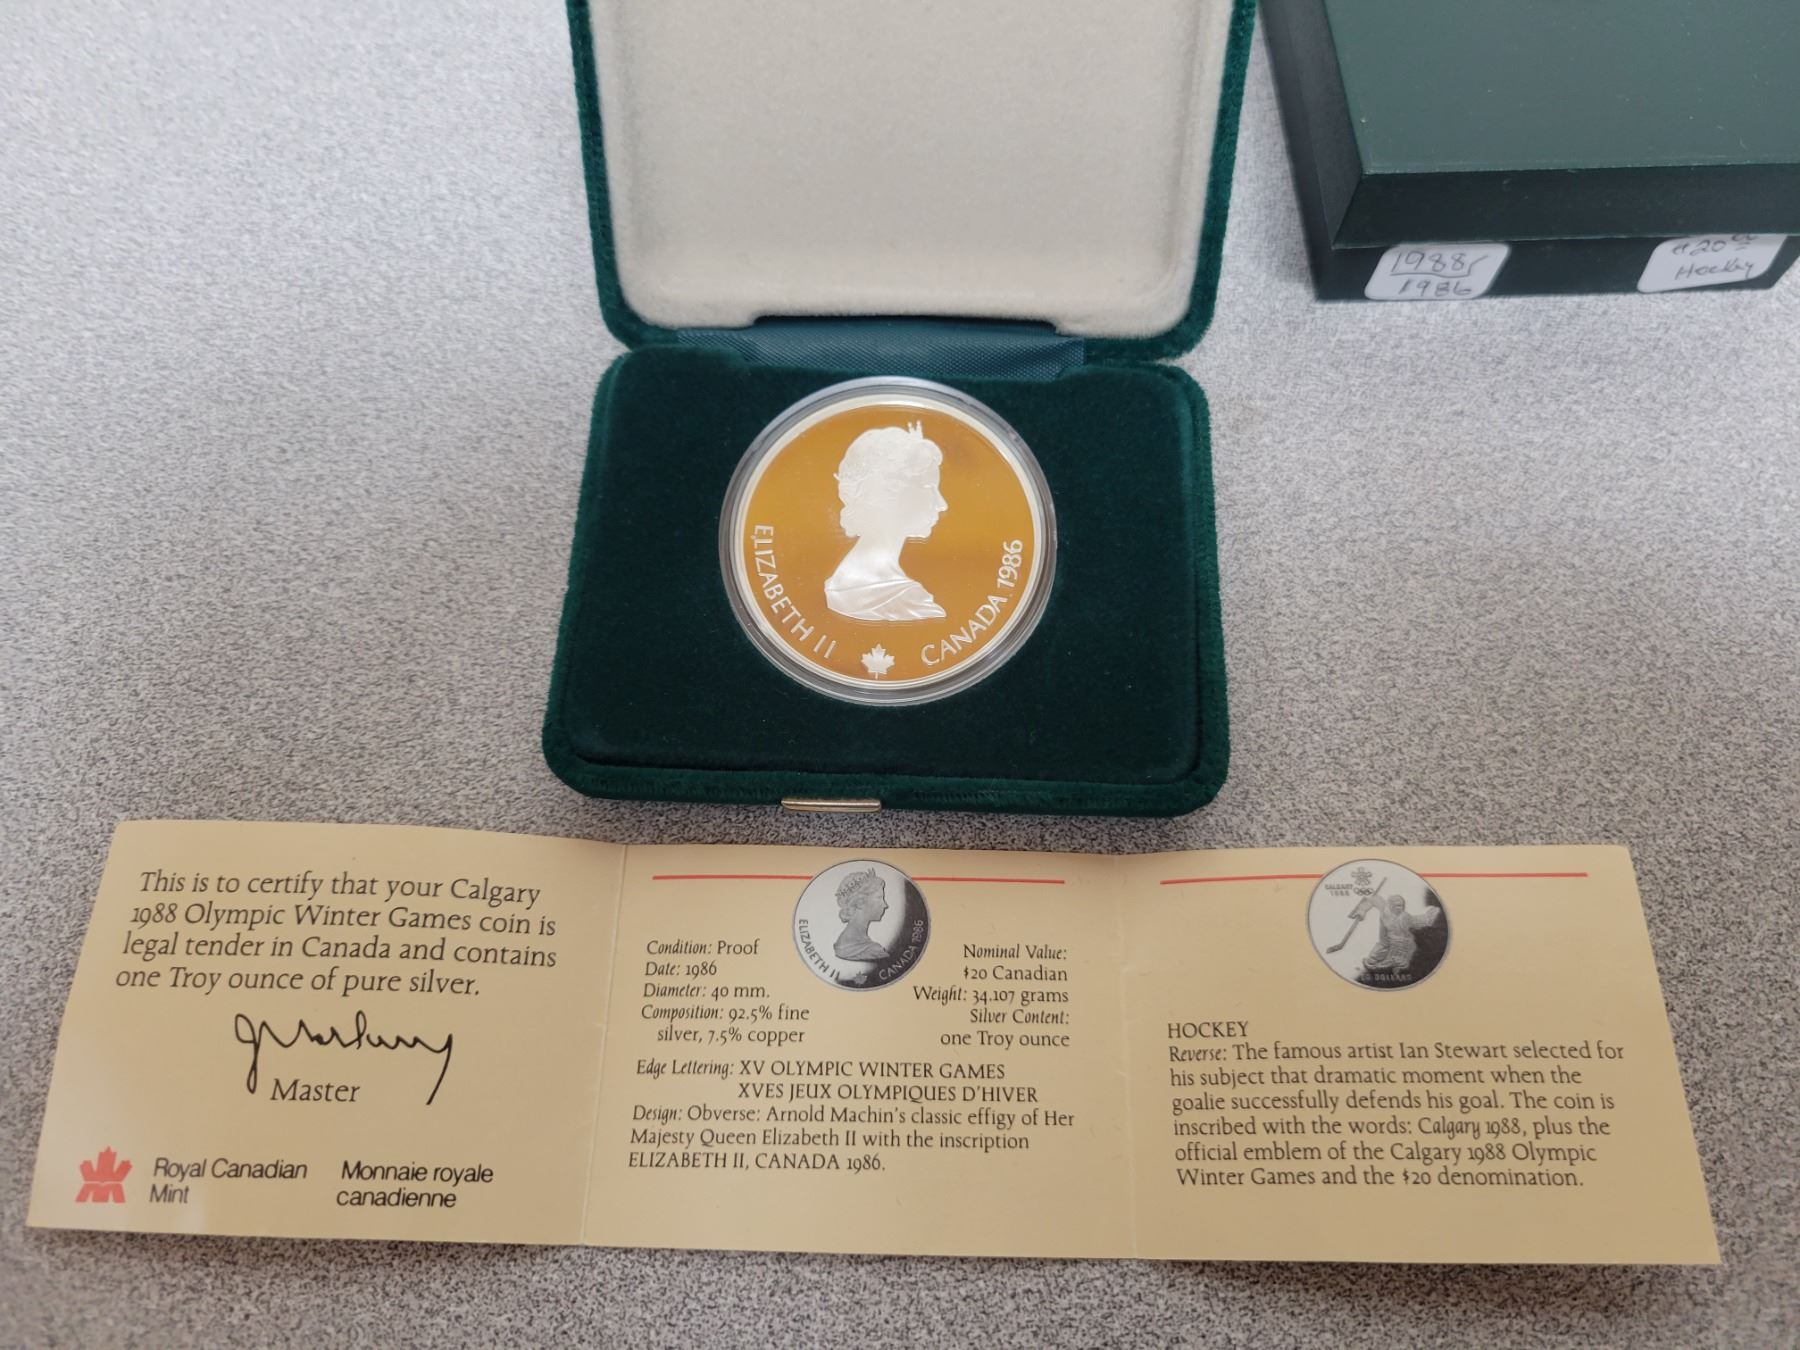 1988/
1986
$20.00
Hockey
ELIZABETH II
CANADA 1986
This is to certify that your Calgary
1988 Olympic Winter Games coin is
legal tender in Canada and contains
one Troy ounce of pure silver.
Master
Royal Canadian
Mint
Monnaie royale
canadienne
ELIZABETH II
CANADA 1986
Condition: Proof
Date: 1986
Diameter: 40 mm.
Composition: 92.5% fine
silver, 7.5% copper
Nominal Value:
$20 Canadian
Weight: 34.107 grams
Silver Content:
one Troy ounce
Edge Lettering: XV OLYMPIC WINTER GAMES
XVES JEUX OLYMPIQUES D'HIVER
Design: Obverse: Arnold Machin's classic effigy of Her
Majesty Queen Elizabeth II with the inscription
ELIZABETH II, CANADA 1986.
CALGARY
1988
20 DOLLARS
HOCKEY
Reverse: The famous artist Ian Stewart selected for
his subject that dramatic moment when the
goalie successfully defends his goal. The coin is
inscribed with the words: Calgary 1988, plus the
official emblem of the Calgary 1988 Olympic
Winter Games and the $20 denomination.